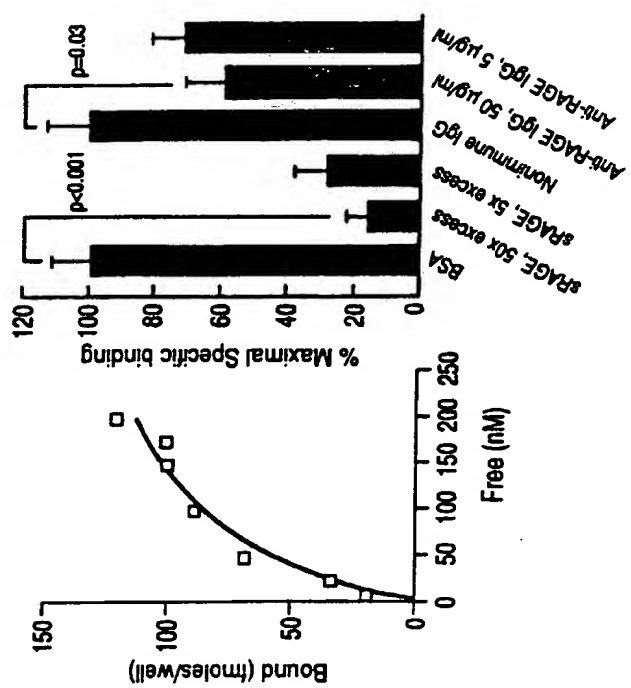 Bound (fmoles/well)
150
100
50
0
0
50
100
150
200
250
Free (nM)
% Maximal Specific binding
120
100
80
60
40
20
0
p<0.001
p=0.03
BSA
sRAGE, 50x excess
sRAGE, 5x excess
Nonimmune IgG
Anti-RAGE IgG, 50 µg/ml
Anti-RAGE IgG, 5 µg/ml